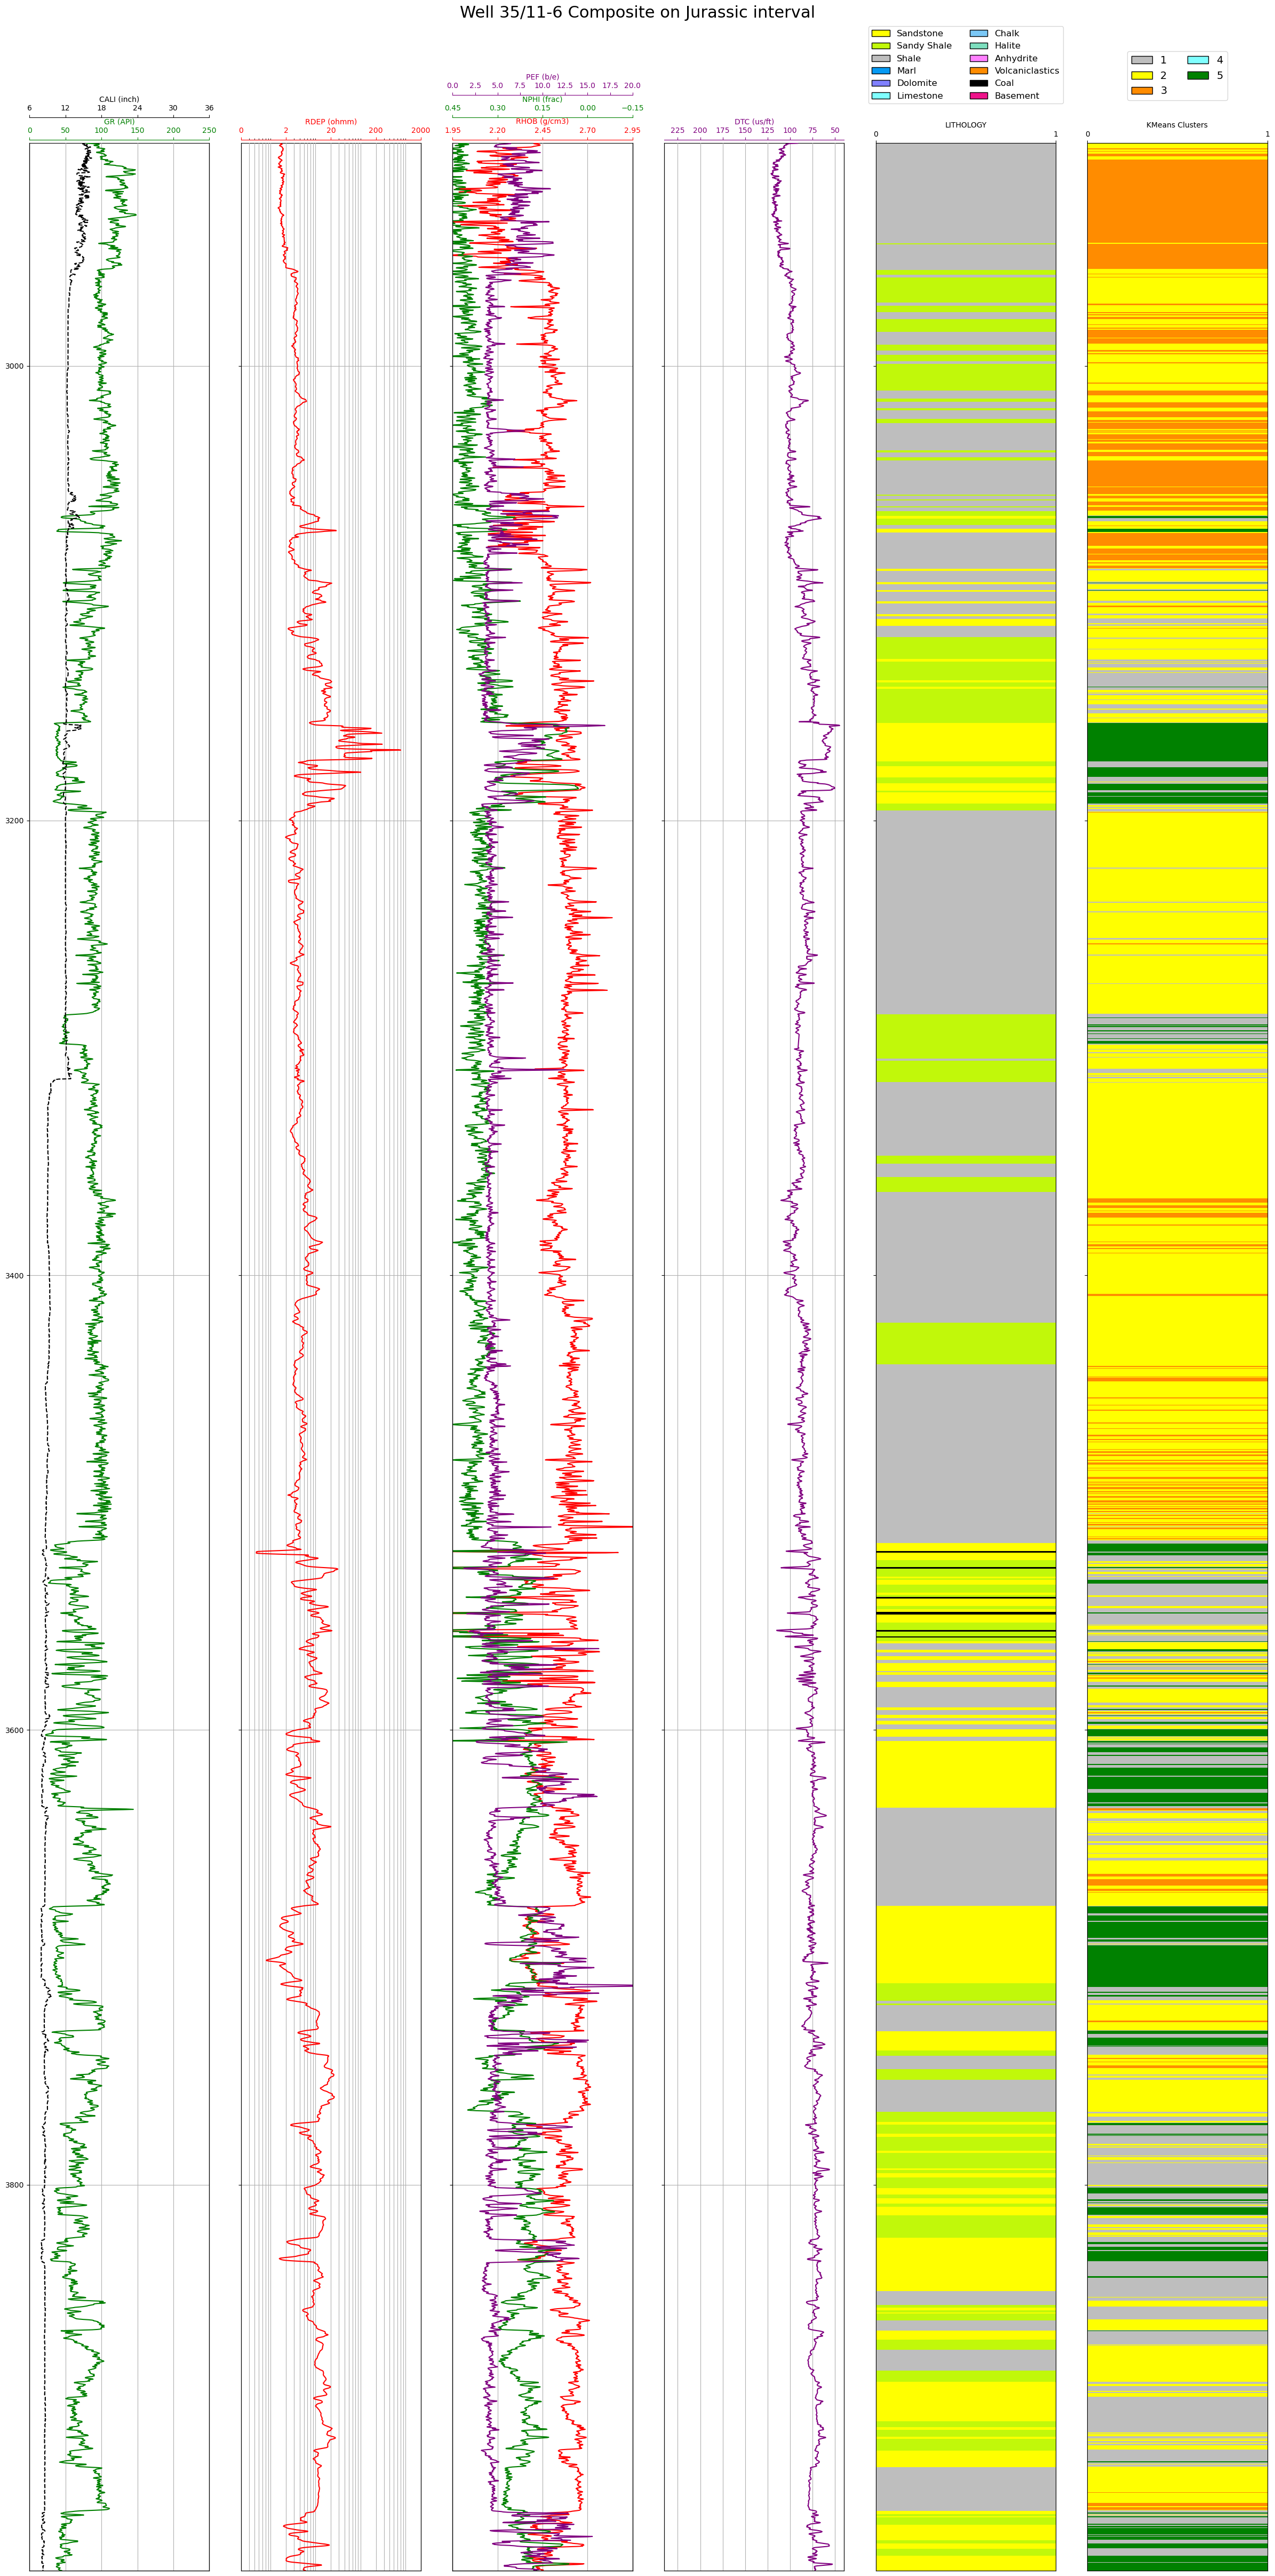 Well 35/11-6 Composite on Jurassic interval
Sandstone Chalk
Sandy Shale Halite
Shale Anhydrite
Marl Volcaniclastics
Dolomite Coal
Limestone Basement
1 4
2 5
3
PEF (b/e)
0.0 2.5 5.0 7.5 10.0 12.5 15.0 17.5 20.0
CALI (inch)
6 12 18 24 30 36
NPHI (frac)
0.45 0.30 0.15 0.00 −0.15
GR (API)
0 50 100 150 200 250
RDEP (ohmm)
0 2 20 200 2000
RHOB (g/cm3)
1.95 2.20 2.45 2.70 2.95
DTC (us/ft)
225 200 175 150 125 100 75 50
LITHOLOGY
0 1
KMeans Clusters
0 1
3000
3200
3400
3600
3800